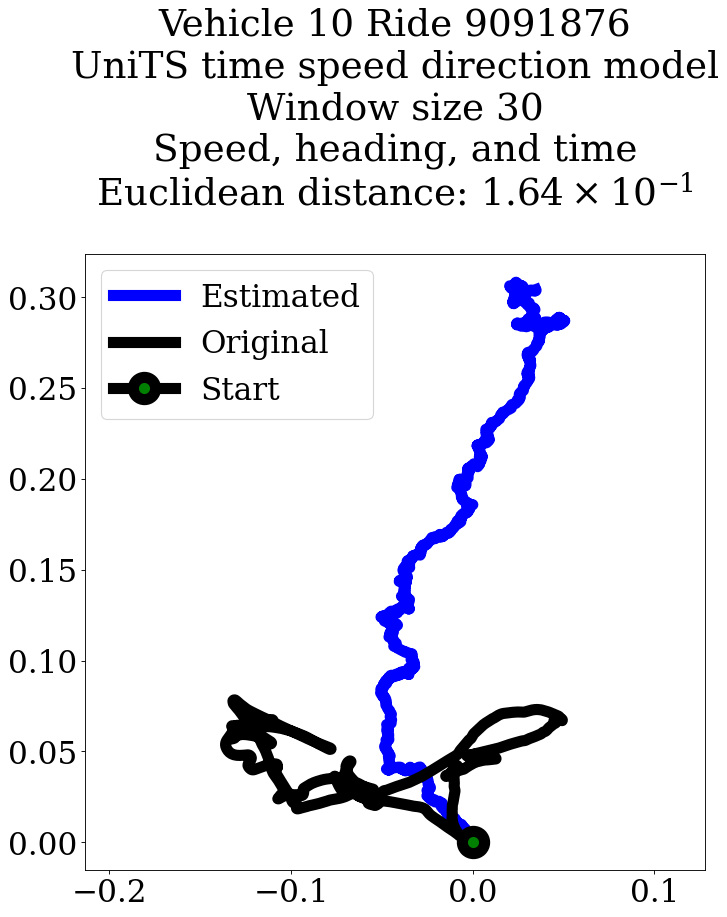 Vehicle 10 Ride 9091876
UniTS time speed direction model
Window size 30
Speed, heading, and time
Euclidean distance: 1.64 × 10⁻¹
Estimated
Original
Start
0.30
0.25
0.20
0.15
0.10
0.05
0.00
−0.2 −0.1 0.0 0.1